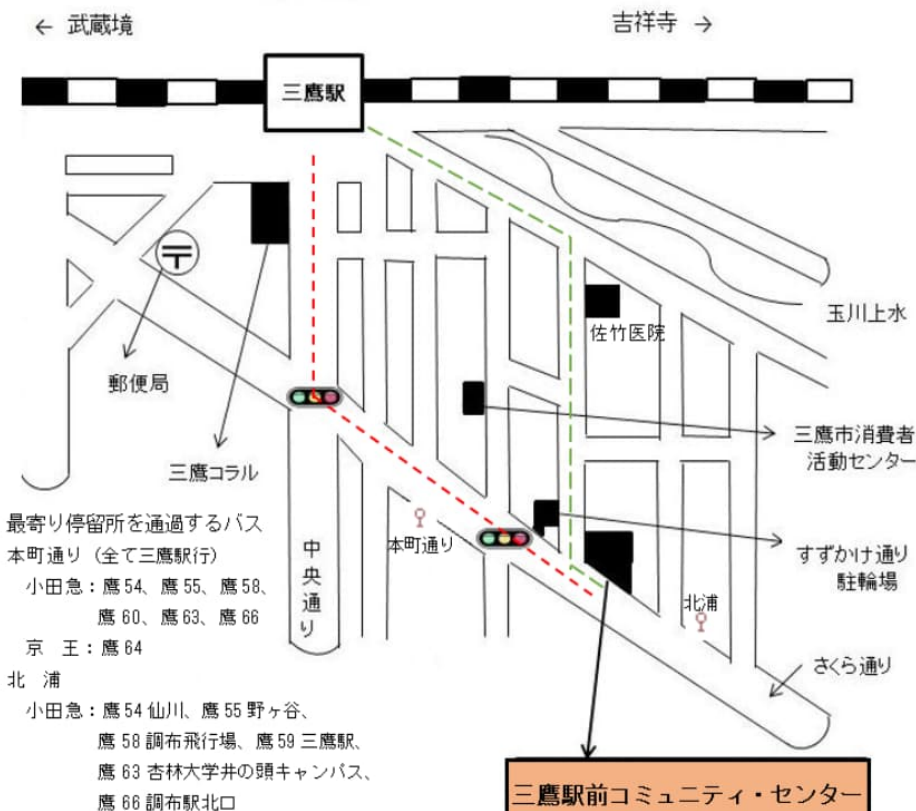 ← 武蔵境
吉祥寺 →
三鷹駅
玉川上水
佐竹医院
〒
郵便局
三鷹コラル
三鷹市消費者
活動センター
本町通り
すずかけ通り
駐輪場
中央通り
北浦
さくら通り
最寄り停留所を通過するバス
本町通り（全て三鷹駅行）
小田急：鷹54、鷹55、鷹58、
鷹60、鷹63、鷹66
京　王：鷹64
北　浦
小田急：鷹54仙川、鷹55野ヶ谷、
鷹58調布飛行場、鷹59三鷹駅、
鷹63杏林大学井の頭キャンパス、
鷹66調布駅北口
三鷹駅前コミュニティ・センター